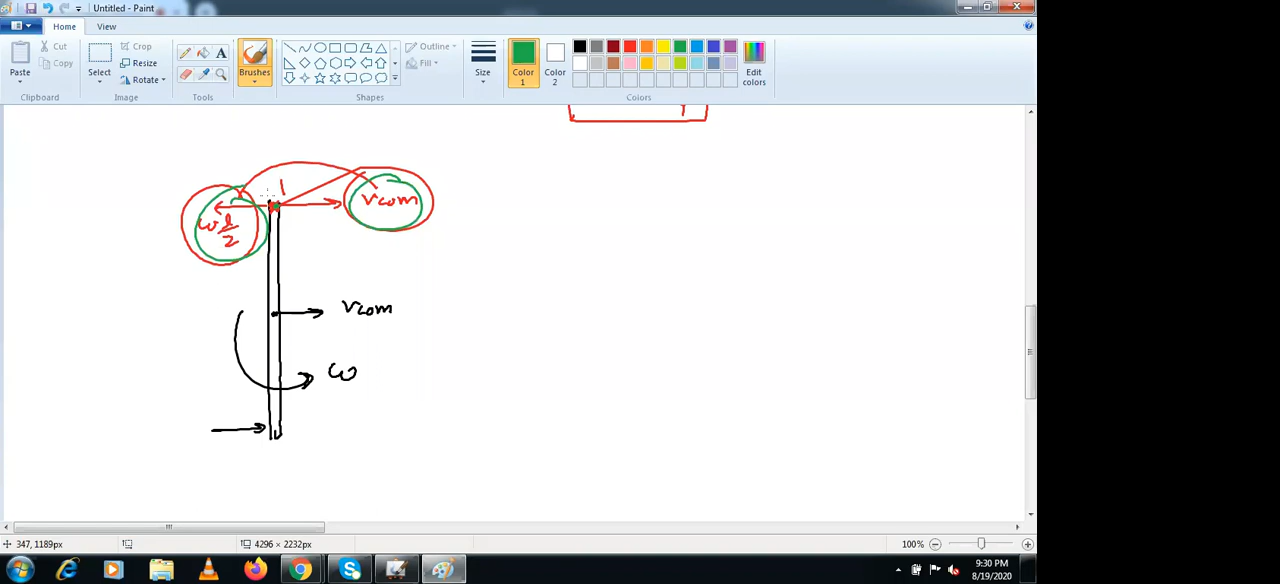 Untitled - Paint
Home View
Paste Cut Copy Clipboard
Select Crop Resize Rotate Image
A Tools
Brushes
Outline Fill Shapes
Size
Color 1
Color 2
Edit colors
Colors
1
ω l/2
vcom
vcom
ω
347, 1189px
4296 × 2232px
100%
9:30 PM
8/19/2020